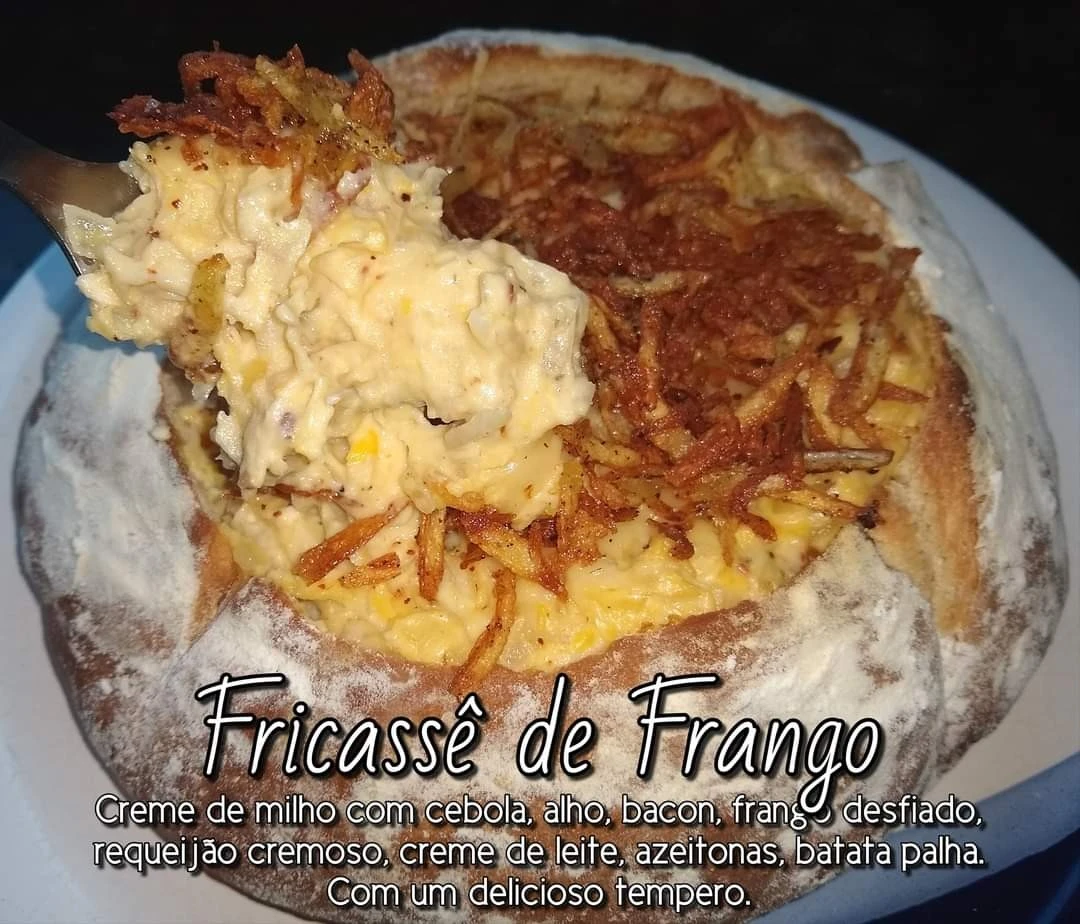 Fricassê de Frango
Creme de milho com cebola, alho, bacon, frango desfiado,
requeijão cremoso, creme de leite, azeitonas, batata palha.
Com um delicioso tempero.